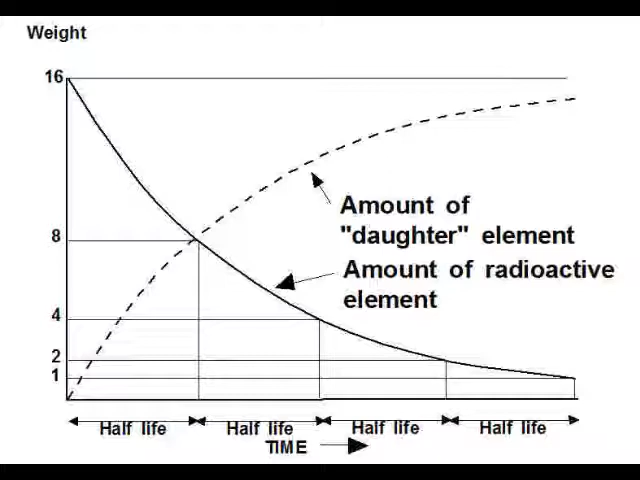 Weight
16
8
4
2
1
Amount of
"daughter" element
Amount of radioactive
element
Half life Half life Half life Half life
TIME